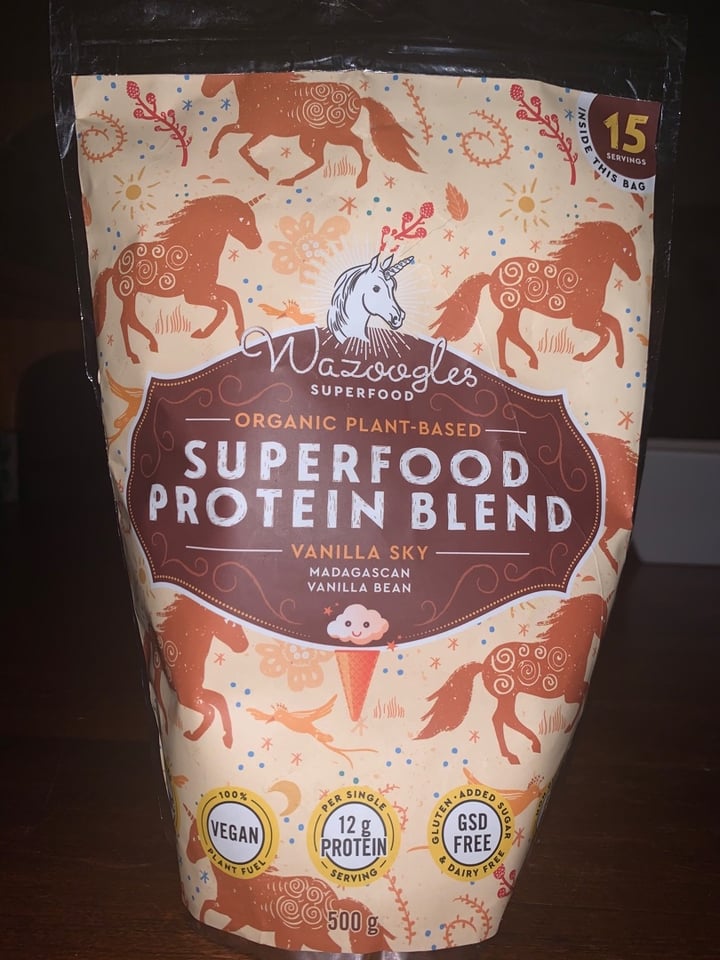 15
SERVINGS
INSIDE THIS BAG
Wazoogles
SUPERFOOD
ORGANIC PLANT-BASED
SUPERFOOD
PROTEIN BLEND
VANILLA SKY
MADAGASCAN
VANILLA BEAN
100%
VEGAN
PLANT FUEL
PER SINGLE
12 g
PROTEIN
SERVING
GLUTEN · ADDED SUGAR
GSD
FREE
& DAIRY FREE
500 g